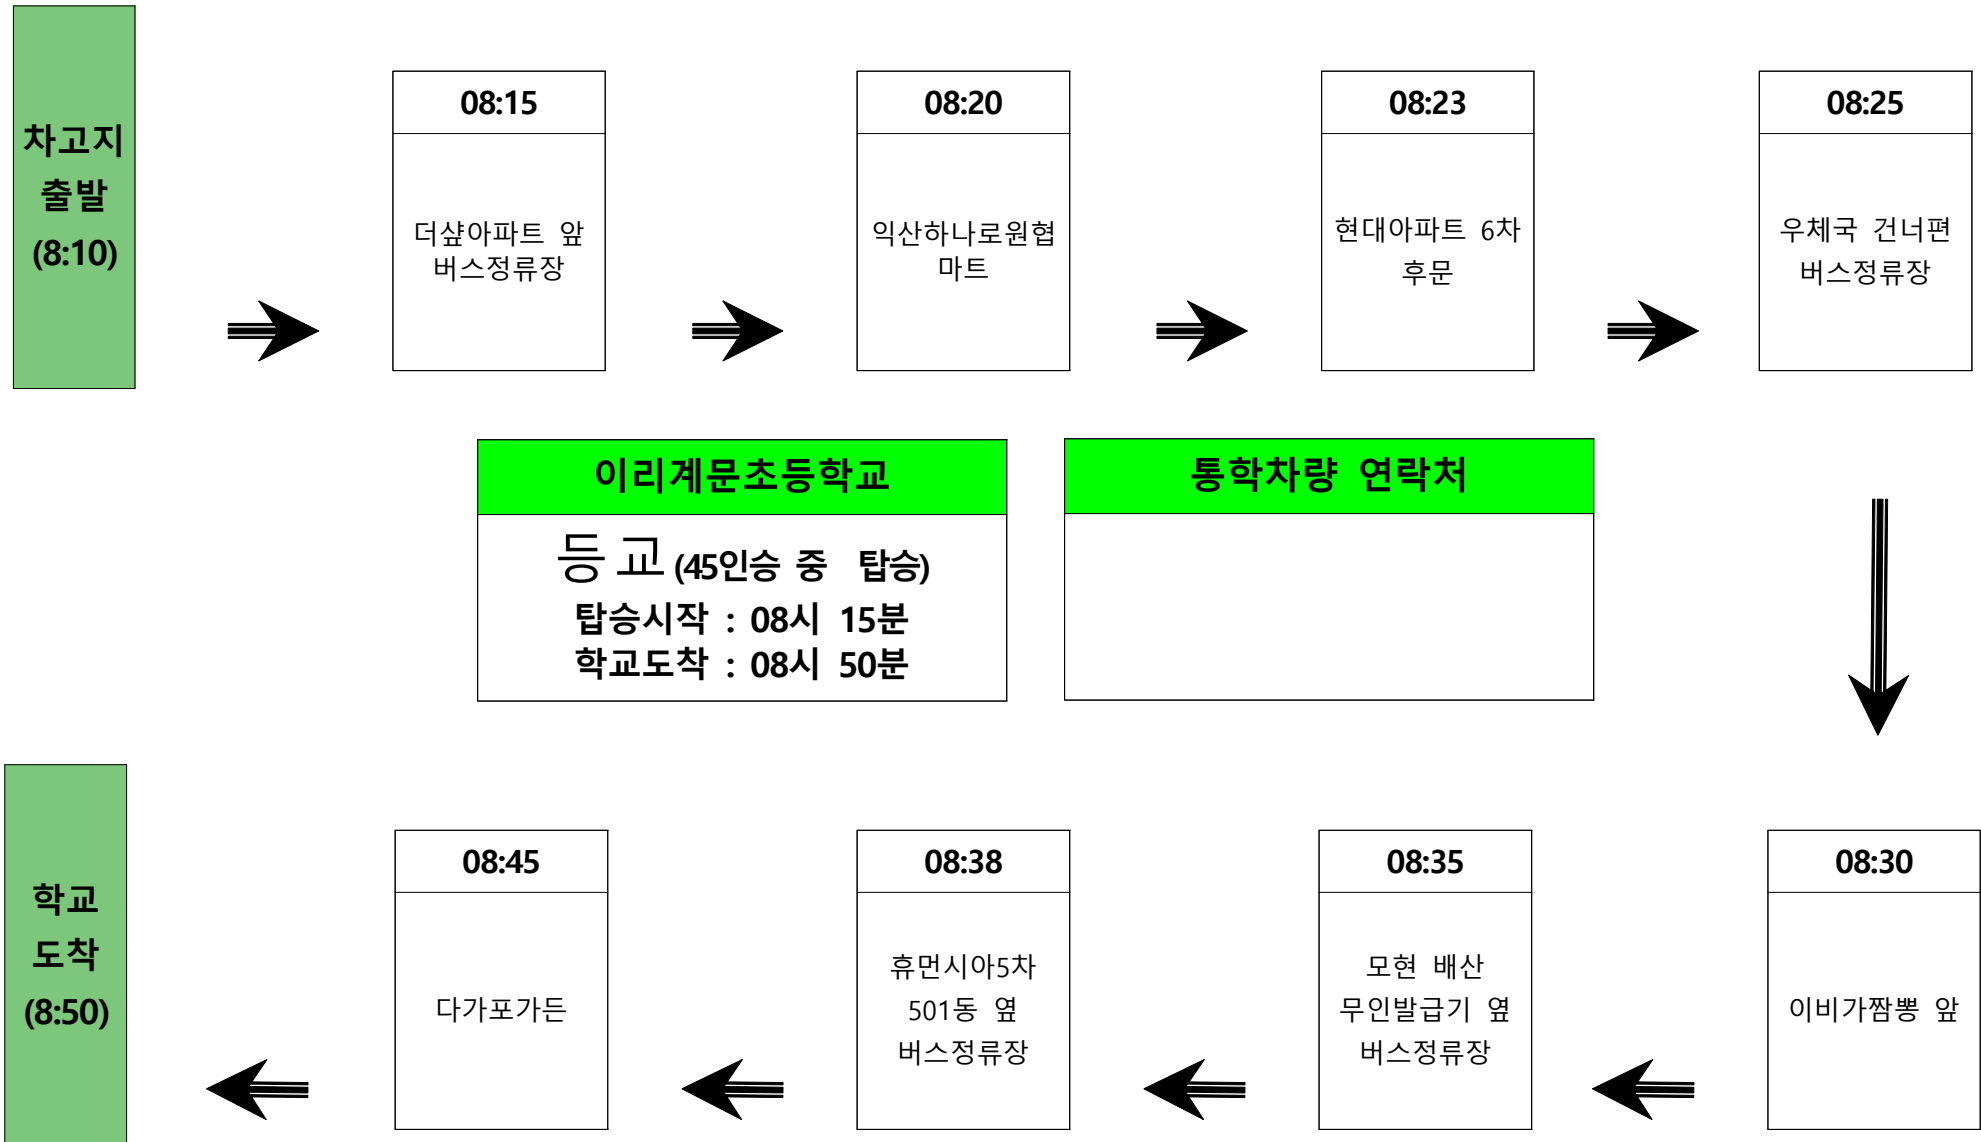 차고지
출발
(8:10)
08:15
더샾아파트 앞
버스정류장
08:20
익산하나로원협
마트
08:23
현대아파트 6차
후문
08:25
우체국 건너편
버스정류장
이리계문초등학교
등교(45인승 중 탑승)
탑승시작 : 08시 15분
학교도착 : 08시 50분
통학차량 연락처
08:30
이비가짬뽕 앞
08:35
모현 배산
무인발급기 옆
버스정류장
08:38
휴먼시아5차
501동 옆
버스정류장
08:45
다가포가든
학교
도착
(8:50)